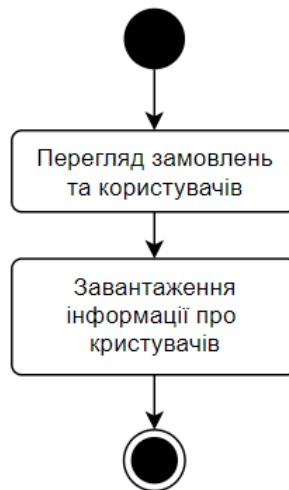 Перегляд замовлень
та користувачів
Завантаження
інформації про
кристувачів